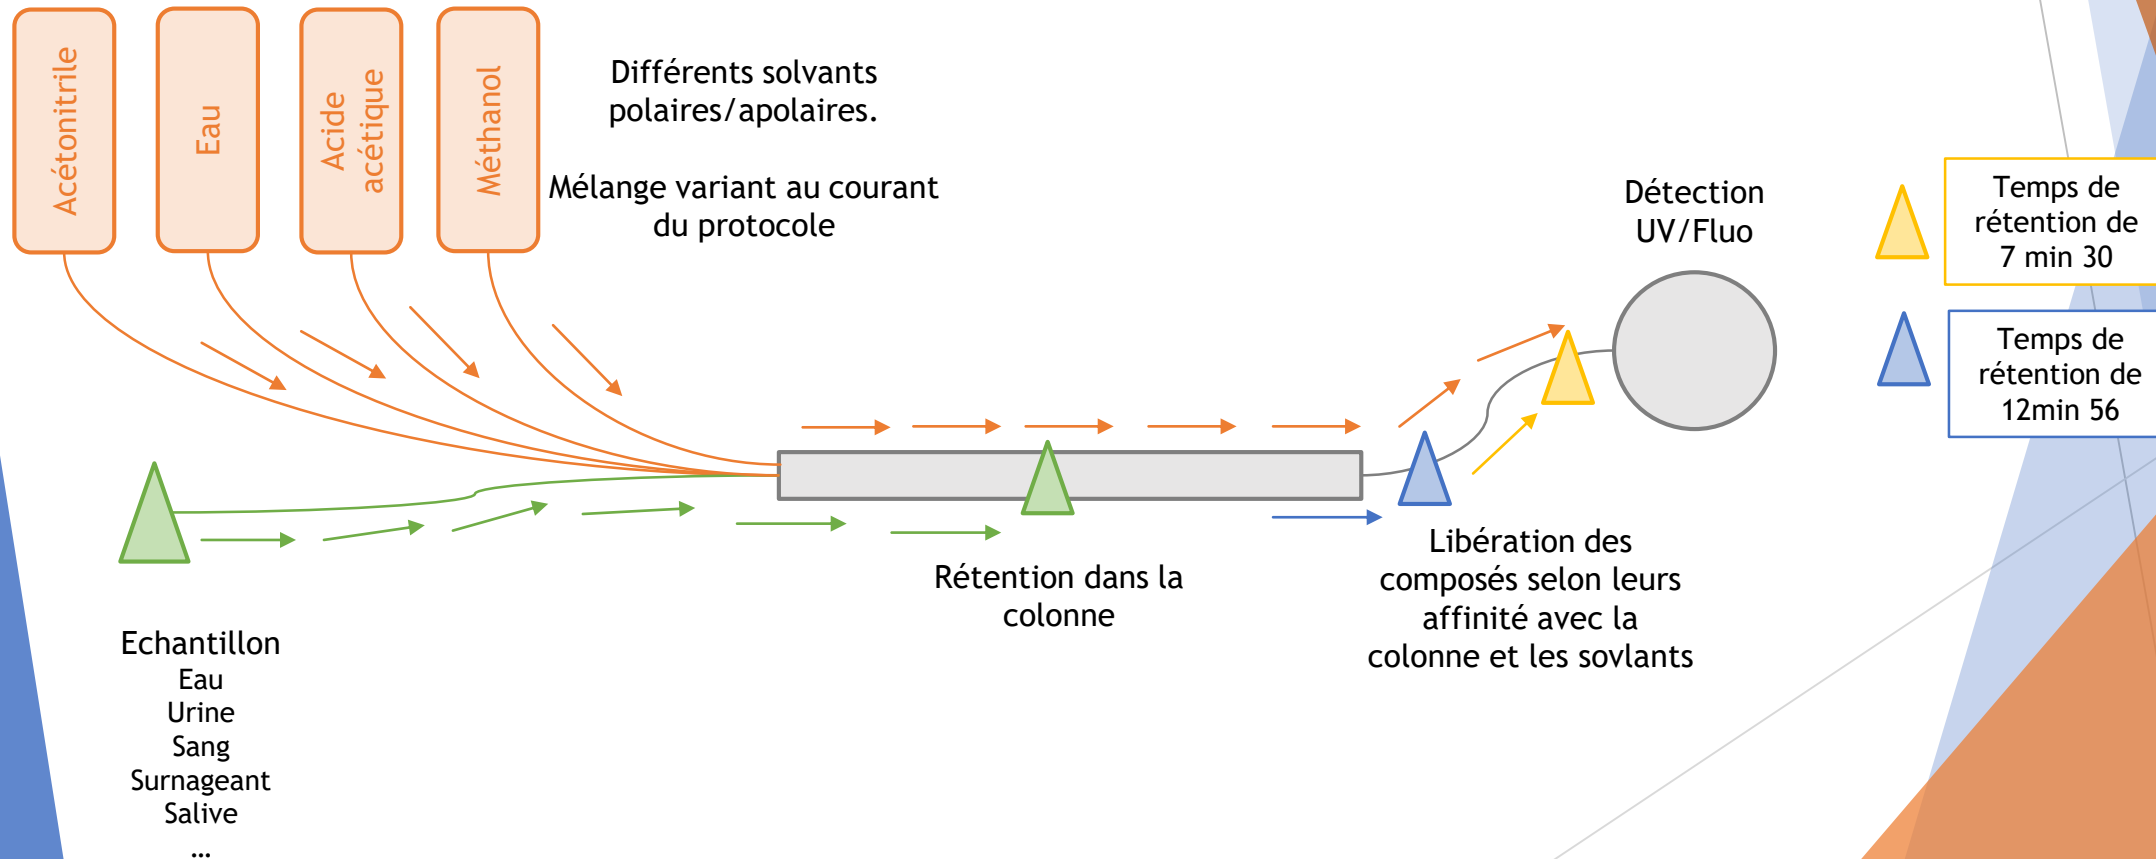 Acétonitrile
Eau
Acide
acétique
Méthanol
Différents solvants
polaires/apolaires.
Mélange variant au courant
du protocole
Détection
UV/Fluo
Temps de
rétention de
7 min 30
Temps de
rétention de
12min 56
Rétention dans la
colonne
Libération des
composés selon leurs
affinité avec la
colonne et les sovlants
Echantillon
Eau
Urine
Sang
Surnageant
Salive
…